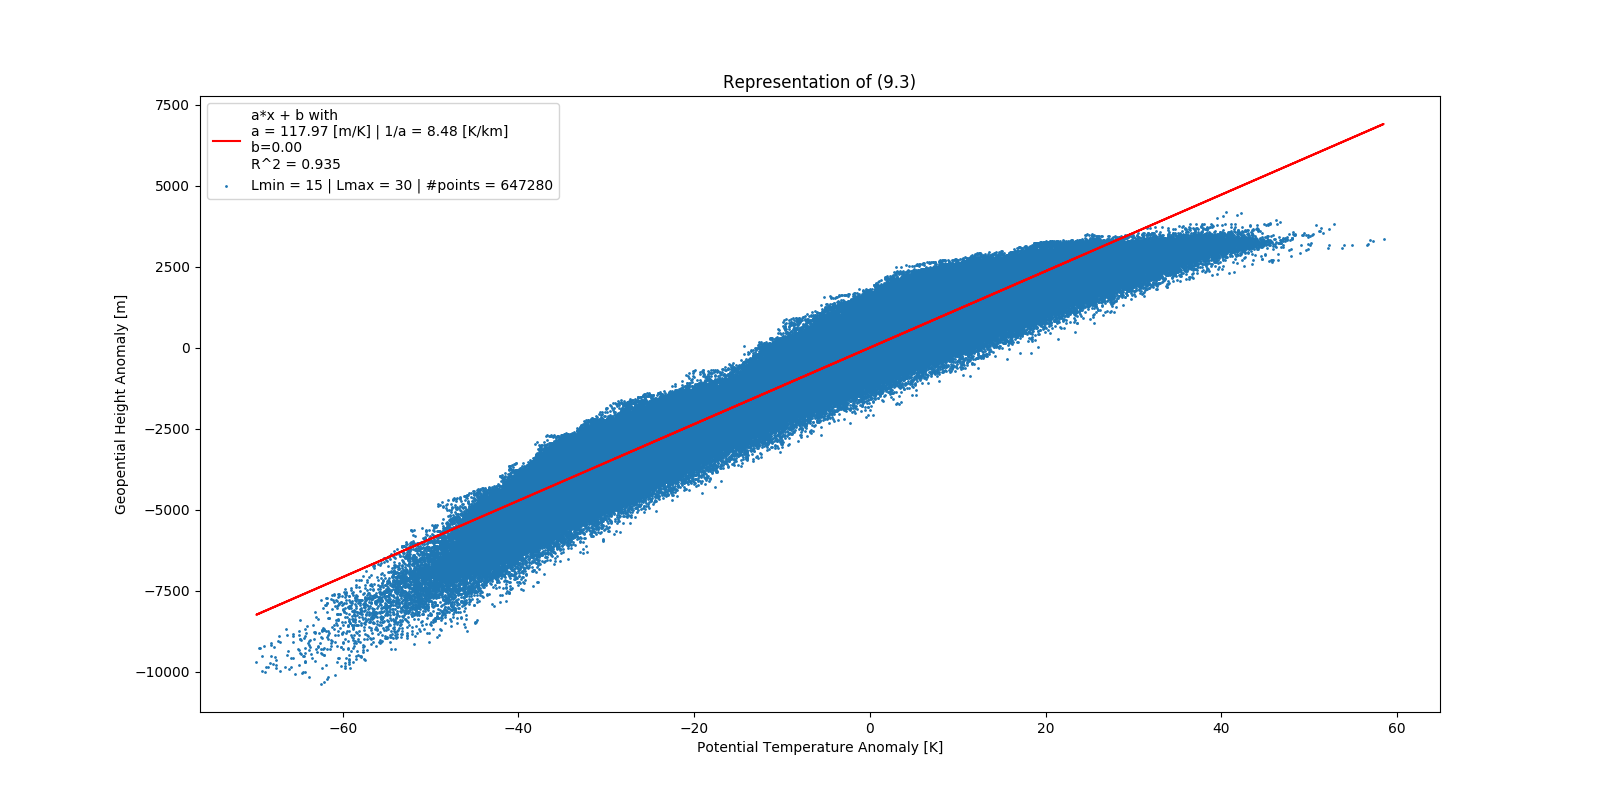 Representation of (9.3)
a*x + b with
a = 117.97 [m/K] | 1/a = 8.48 [K/km]
b=0.00
R^2 = 0.935
Lmin = 15 | Lmax = 30 | #points = 647280
Geopential Height Anomaly [m]
7500
5000
2500
0
−2500
−5000
−7500
−10000
−60
−40
−20
0
20
40
60
Potential Temperature Anomaly [K]